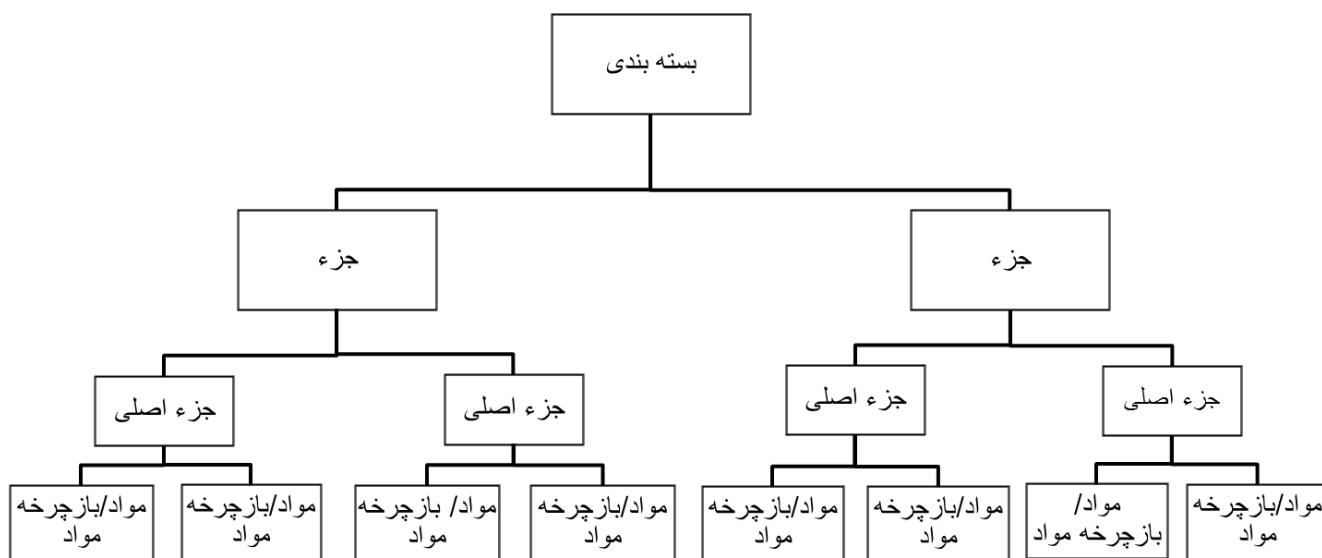 بسته بندی
جزء
جزء
جزء اصلی
جزء اصلی
جزء اصلی
جزء اصلی
مواد/بازچرخه
مواد
مواد/
بازچرخه مواد
مواد/بازچرخه
مواد
مواد/بازچرخه
مواد
مواد/بازچرخه
مواد
مواد/ بازچرخه
مواد
مواد/بازچرخه
مواد
مواد/بازچرخه
مواد